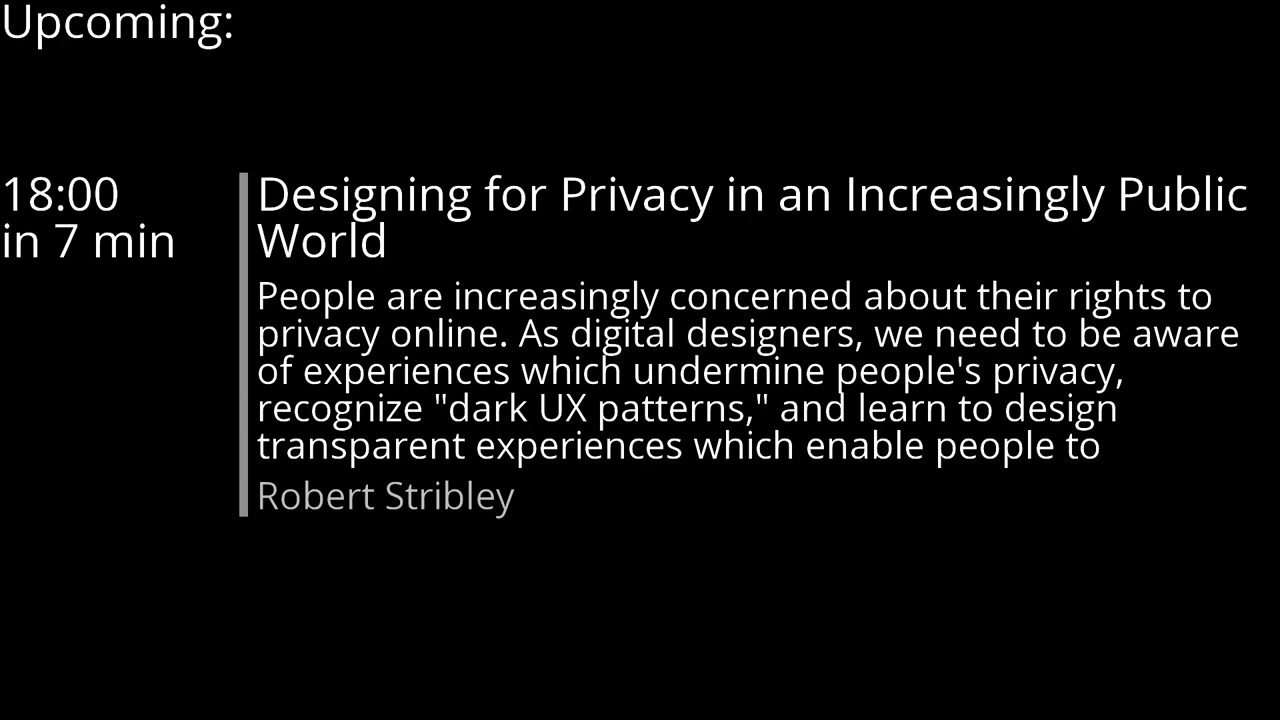 Upcoming:
18:00
in 7 min
Designing for Privacy in an Increasingly Public
World
People are increasingly concerned about their rights to
privacy online. As digital designers, we need to be aware
of experiences which undermine people's privacy,
recognize "dark UX patterns," and learn to design
transparent experiences which enable people to
Robert Stribley